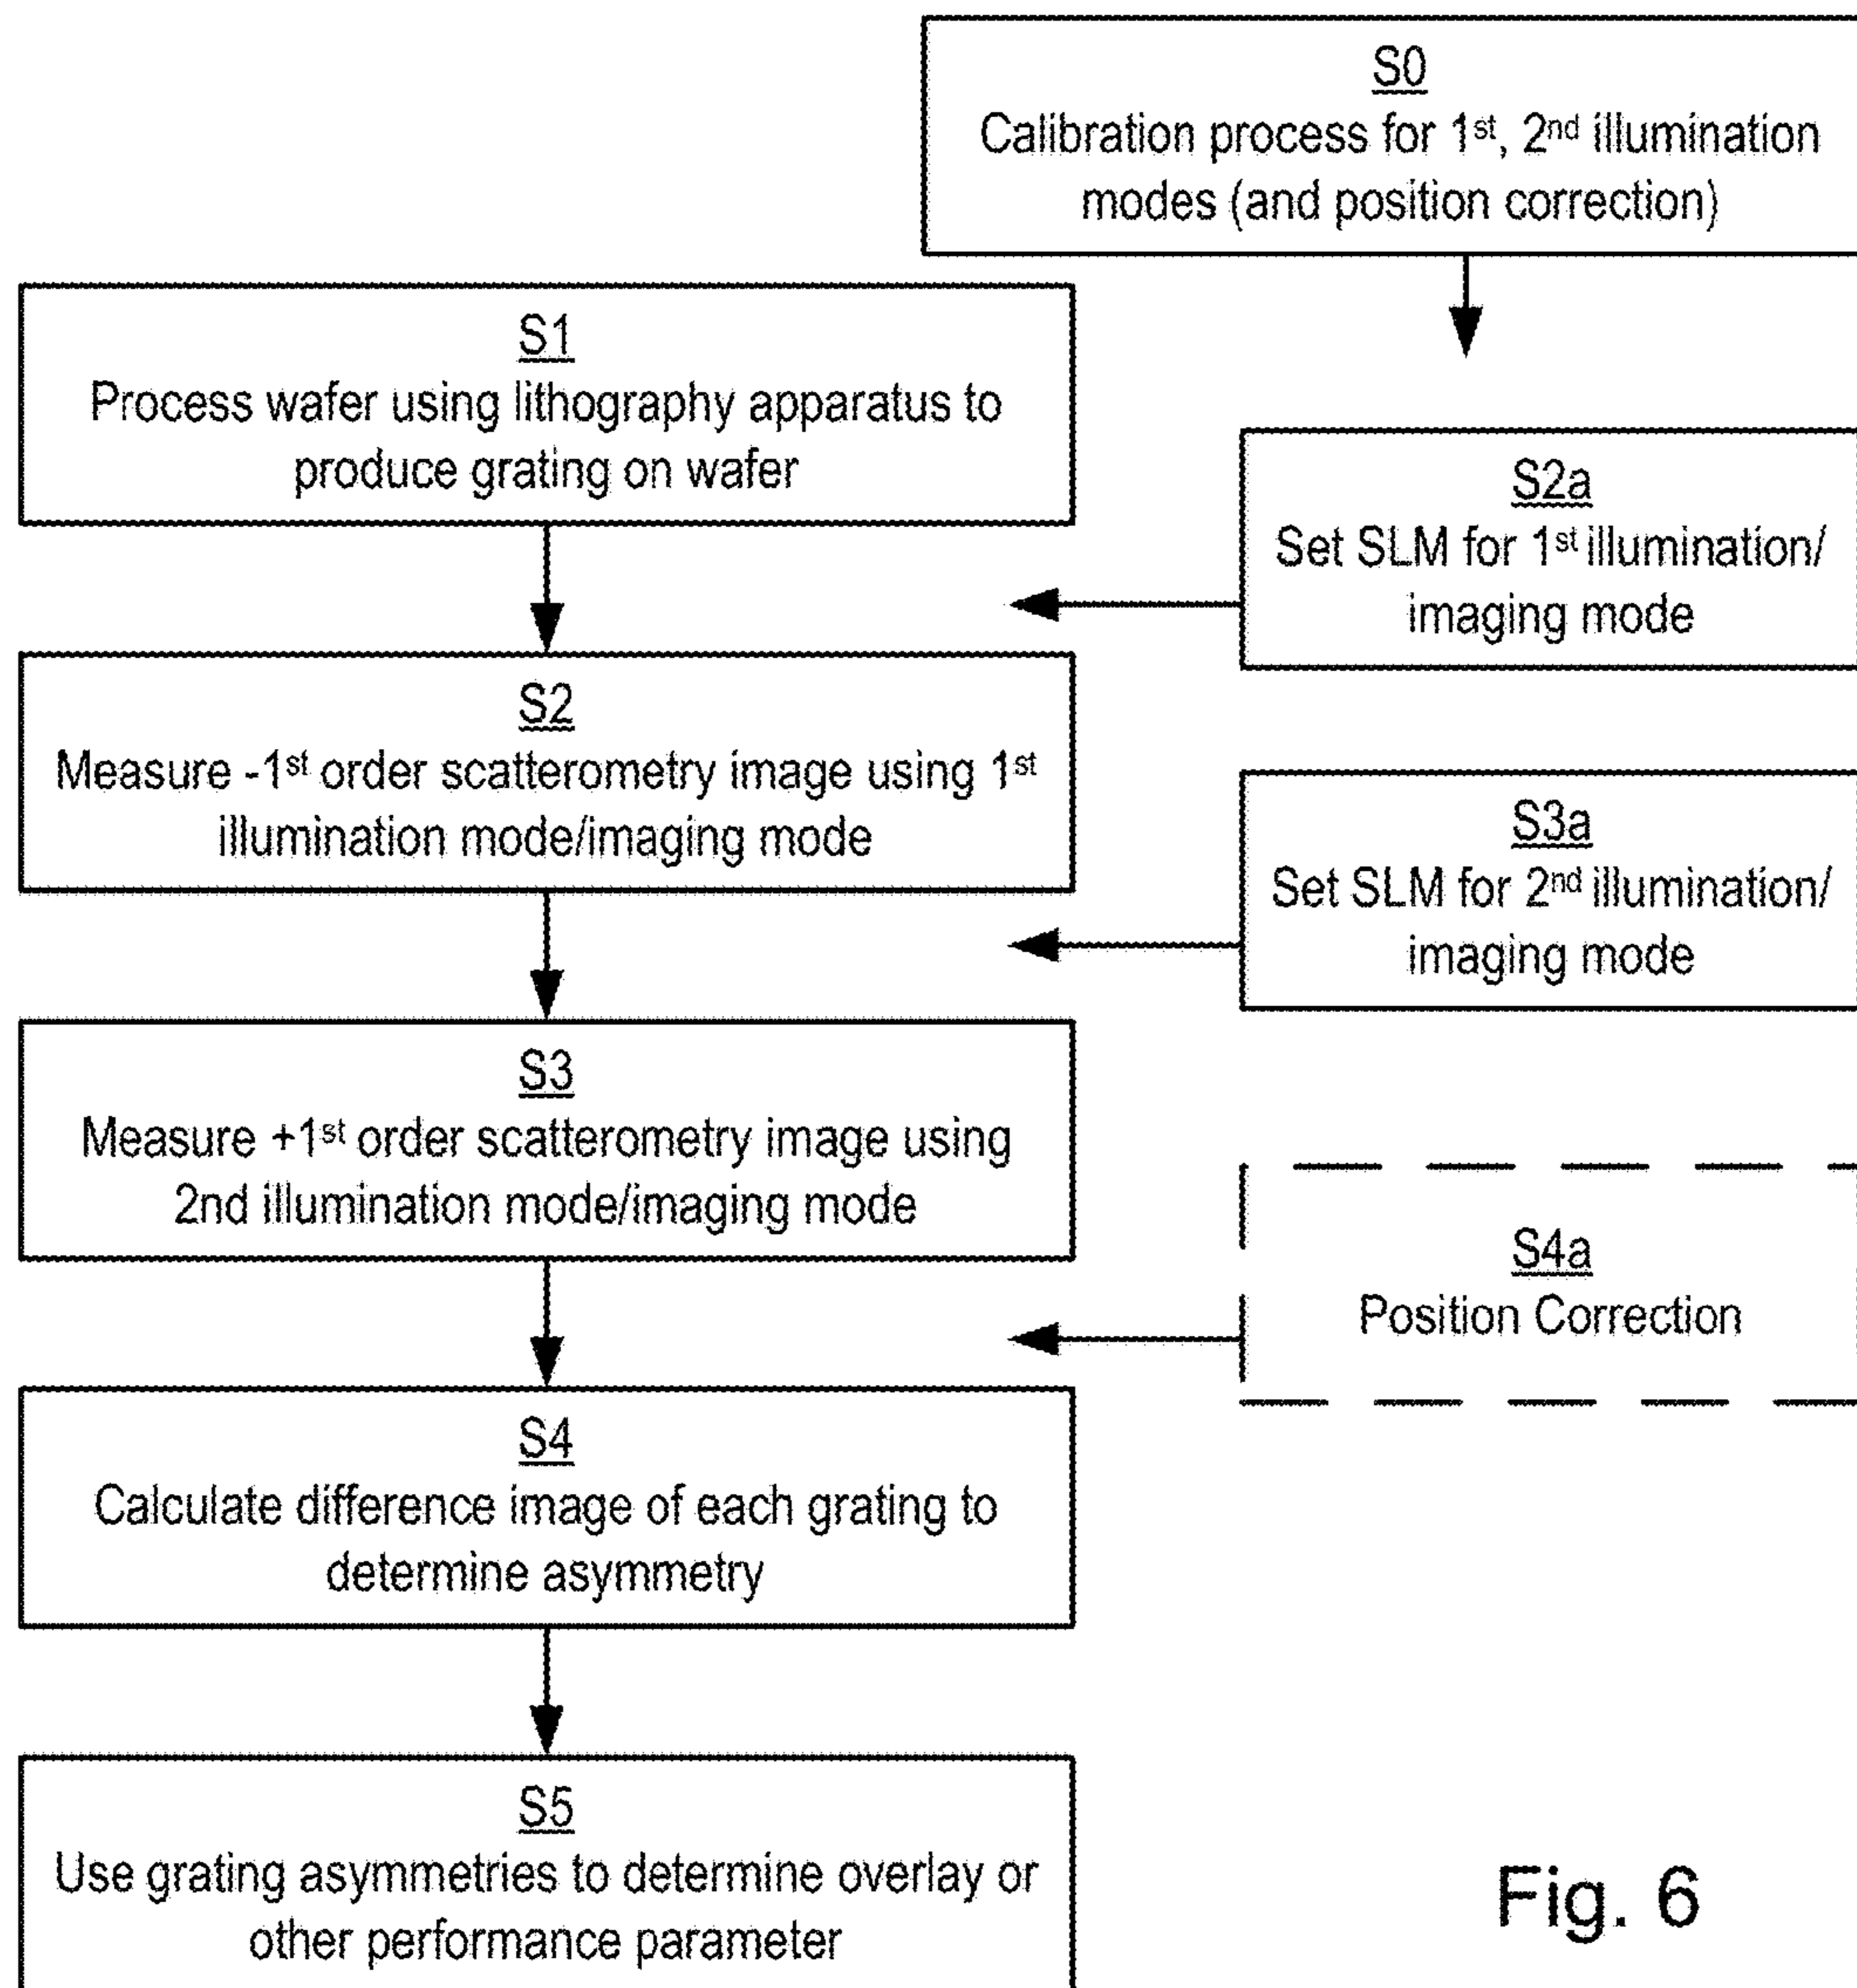 S0
Calibration process for 1st, 2nd illumination
modes (and position correction)
S1
Process wafer using lithography apparatus to
produce grating on wafer
S2a
Set SLM for 1st illumination/
imaging mode
S2
Measure -1st order scatterometry image using 1st
illumination mode/imaging mode
S3a
Set SLM for 2nd illumination/
imaging mode
S3
Measure +1st order scatterometry image using
2nd illumination mode/imaging mode
S4a
Position Correction
S4
Calculate difference image of each grating to
determine asymmetry
S5
Use grating asymmetries to determine overlay or
other performance parameter
Fig. 6